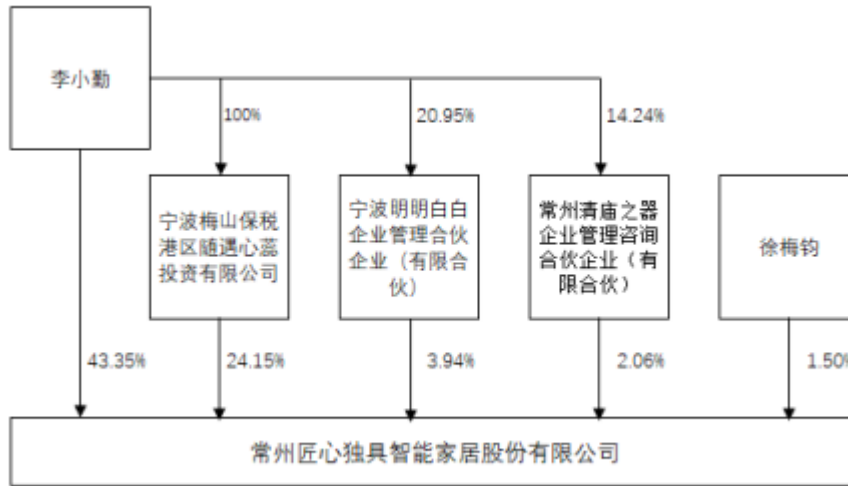 李小勤
100%
20.95%
14.24%
宁波梅山保税
港区随遇心蕊
投资有限公司
宁波明明白白
企业管理合伙
企业（有限合
伙）
常州清庙之器
企业管理咨询
合伙企业（有
限合伙）
徐梅钧
43.35%
24.15%
3.94%
2.06%
1.50%
常州匠心独具智能家居股份有限公司